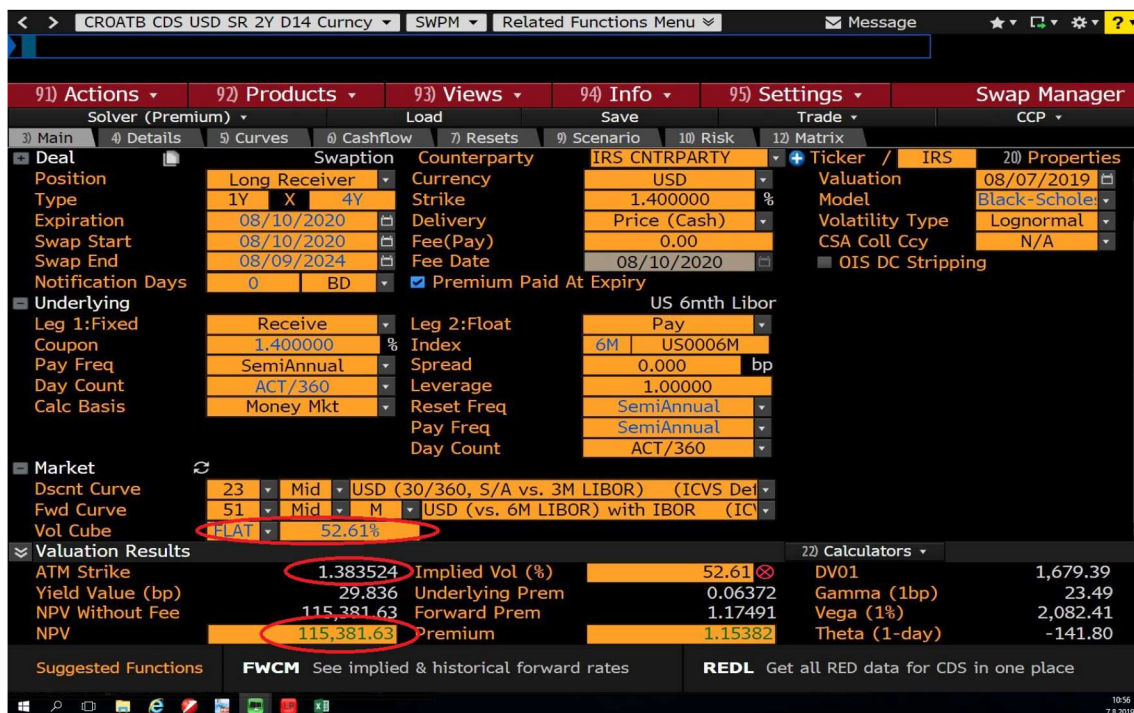 < > CROATB CDS USD SR 2Y D14 Curncy SWPM Related Functions Menu Message ?
91) Actions 92) Products 93) Views 94) Info 95) Settings Swap Manager
Solver (Premium) Load Save Trade CCP
3) Main 4) Details 5) Curves 6) Cashflow 7) Resets 9) Scenario 10) Risk 12) Matrix
Deal Swaption Counterparty IRS CNTRPARTY Ticker / IRS 20) Properties
Position Long Receiver Currency USD Valuation 08/07/2019
Type 1Y X 4Y Strike 1.400000 % Model Black-Scholes
Expiration 08/10/2020 Delivery Price (Cash) Volatility Type Lognormal
Swap Start 08/10/2020 Fee(Pay) 0.00 CSA Coll Ccy N/A
Swap End 08/09/2024 Fee Date 08/10/2020 OIS DC Stripping
Notification Days 0 BD Premium Paid At Expiry
Underlying US 6mth Libor
Leg 1:Fixed Receive Leg 2:Float Pay
Coupon 1.400000 % Index 6M US0006M
Pay Freq SemiAnnual Spread 0.000 bp
Day Count ACT/360 Leverage 1.00000
Calc Basis Money Mkt Reset Freq SemiAnnual
Pay Freq SemiAnnual
Day Count ACT/360
Market
Dscnt Curve 23 Mid USD (30/360, S/A vs. 3M LIBOR) (ICVS Def
Fwd Curve 51 Mid M USD (vs. 6M LIBOR) with IBOR (IC
Vol Cube FLAT 52.61%
Valuation Results 22) Calculators
ATM Strike 1.383524 Implied Vol (%) 52.61 DV01 1,679.39
Yield Value (bp) 29.836 Underlying Prem 0.06372 Gamma (1bp) 23.49
NPV Without Fee 115,381.63 Forward Prem 1.17491 Vega (1%) 2,082.41
NPV 115,381.63 Premium 1.15382 Theta (1-day) -141.80
Suggested Functions FWCM See implied & historical forward rates REDL Get all RED data for CDS in one place
10:56
7.8.2019